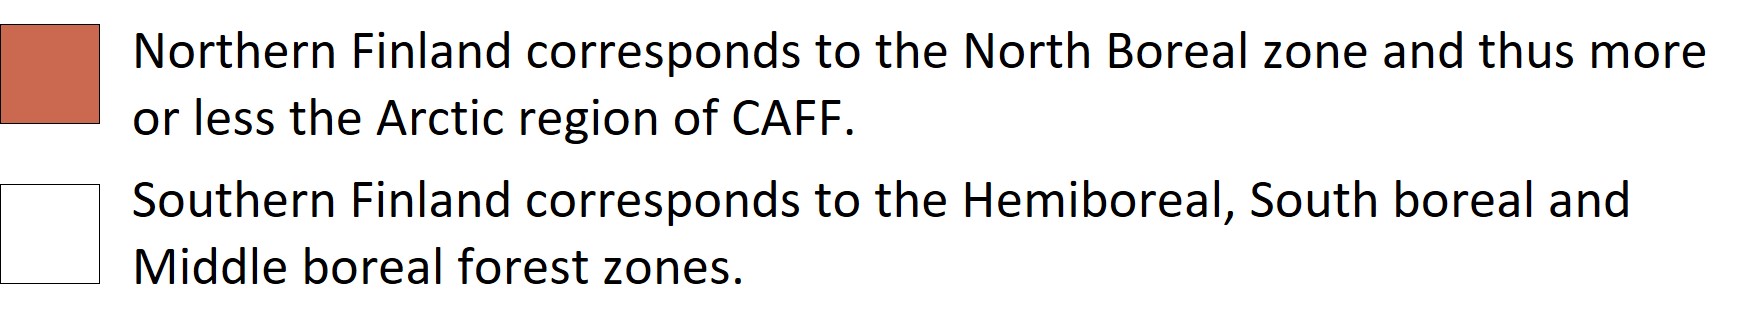 Northern Finland corresponds to the North Boreal zone and thus more
or less the Arctic region of CAFF.
Southern Finland corresponds to the Hemiboreal, South boreal and
Middle boreal forest zones.